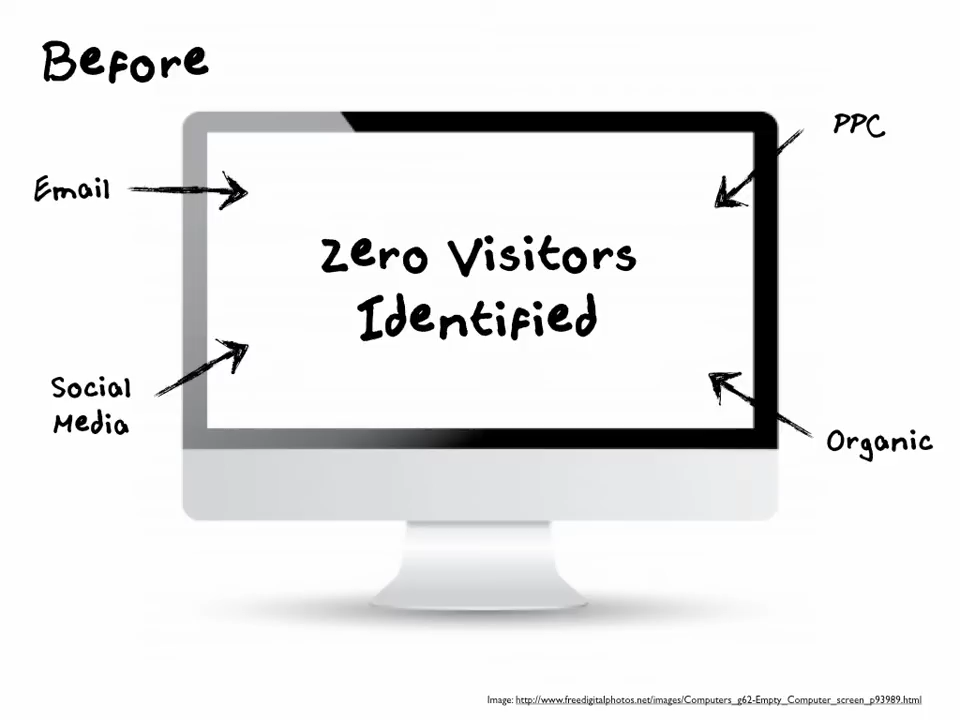 Before
PPC
Email
Zero Visitors
Identified
Social
Media
Organic
Image: http://www.freedigitalphotos.net/images/Computers_g62-Empty_Computer_screen_p93989.html